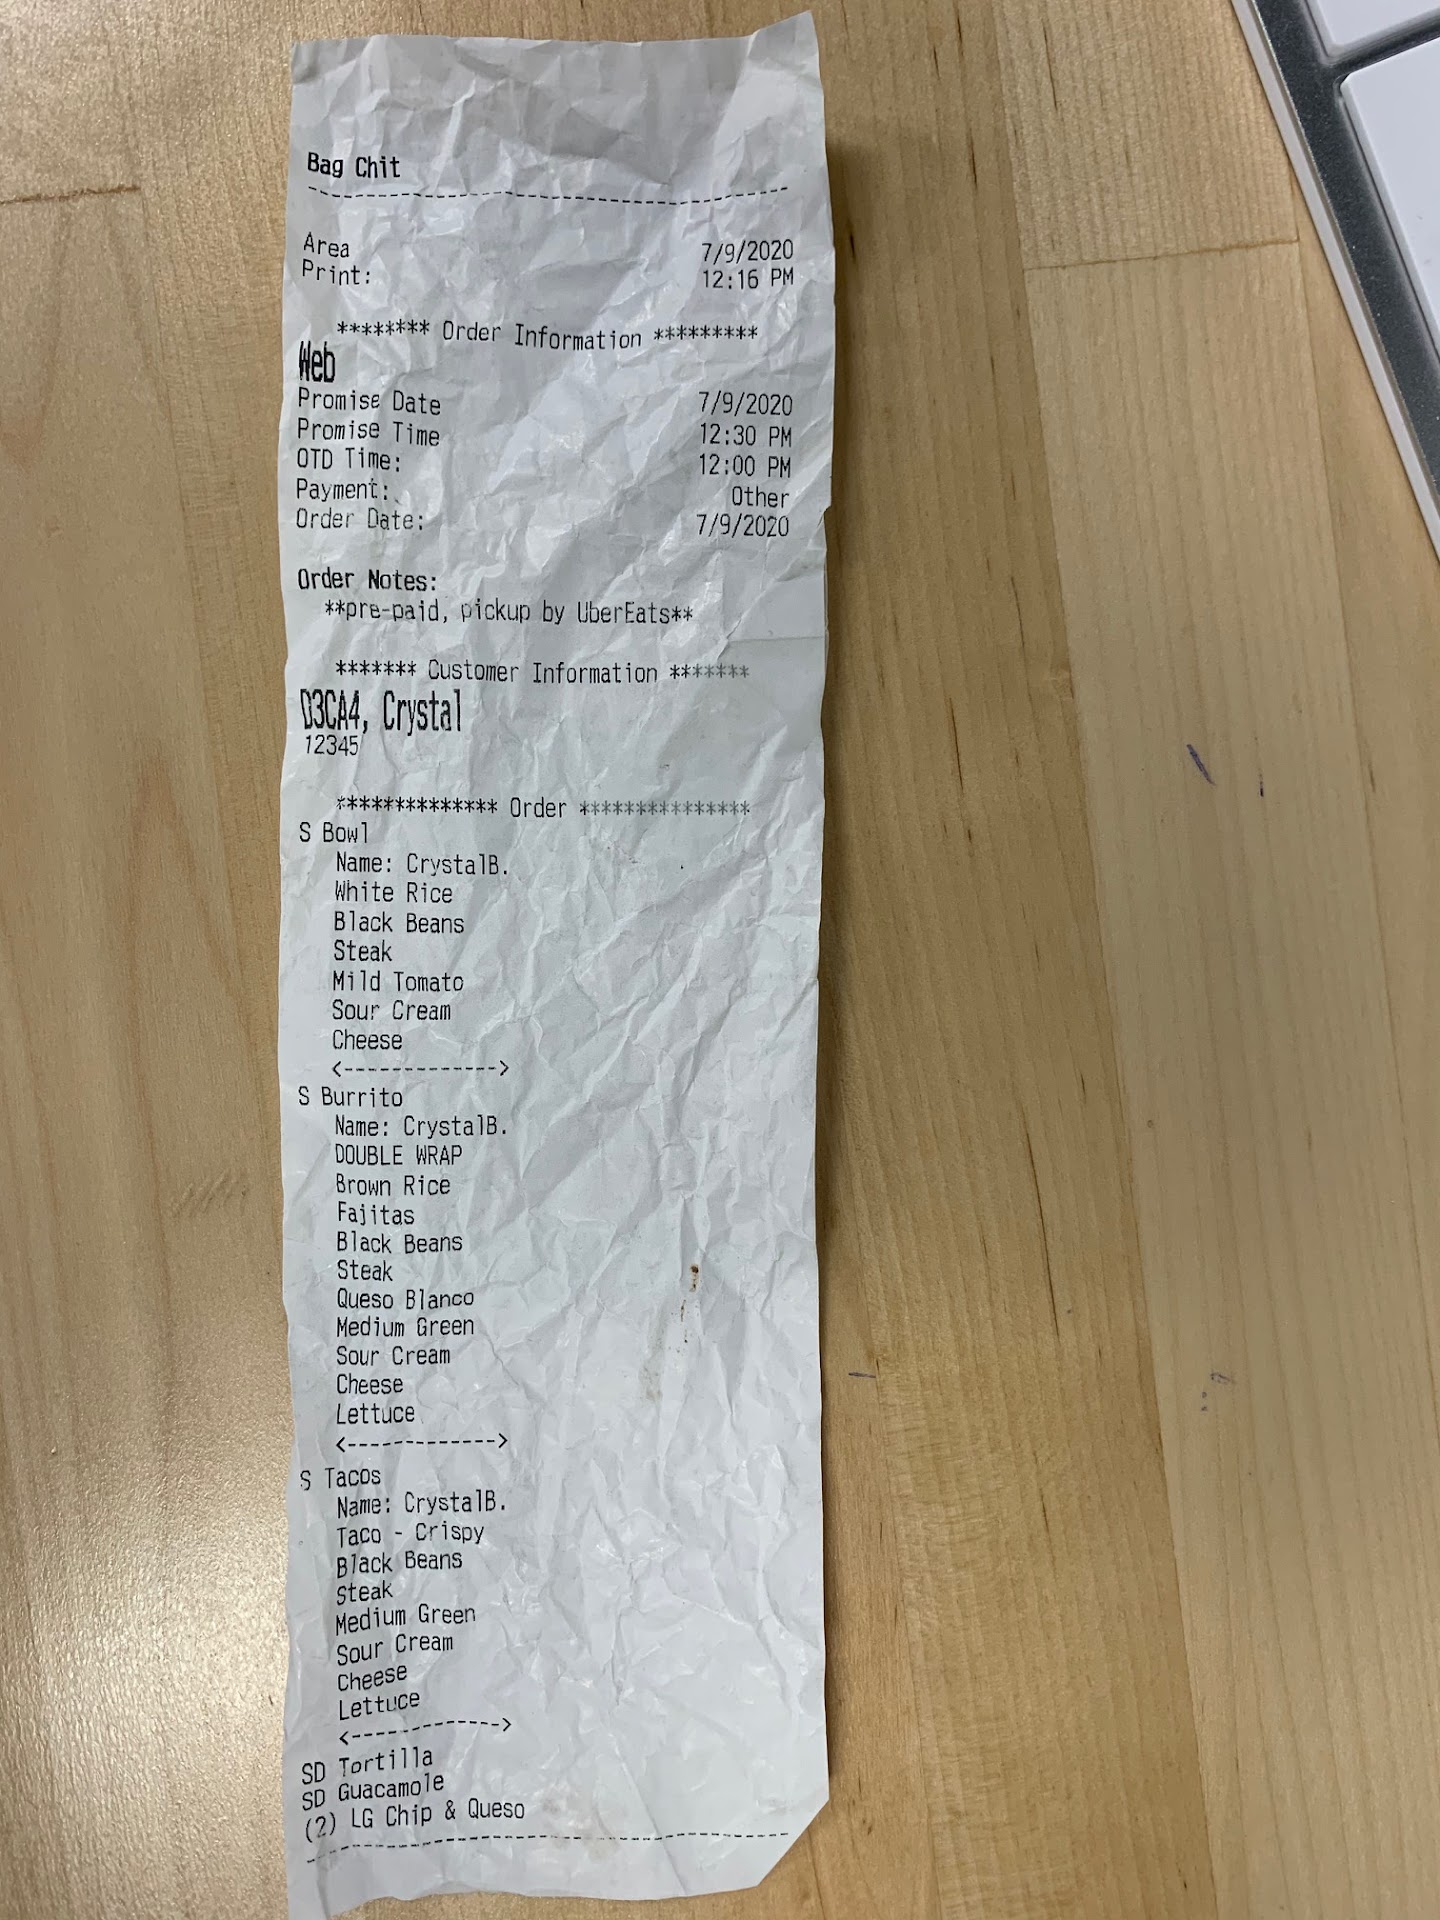 Bag Chit
--------------------------------------------
Area 7/9/2020
Print: 12:16 PM
******** Order Information *********
Web
Promise Date 7/9/2020
Promise Time 12:30 PM
OTD Time: 12:00 PM
Payment: Other
Order Date: 7/9/2020
Order Notes:
**pre-paid, pickup by UberEats**
******* Customer Information *******
D3CA4, Crystal
12345
************** Order ***************
S Bowl
Name: CrystalB.
White Rice
Black Beans
Steak
Mild Tomato
Sour Cream
Cheese
<------------->
S Burrito
Name: CrystalB.
DOUBLE WRAP
Brown Rice
Fajitas
Black Beans
Steak
Queso Blanco
Medium Green
Sour Cream
Cheese
Lettuce
<------------->
S Tacos
Name: CrystalB.
Taco - Crispy
Black Beans
Steak
Medium Green
Sour Cream
Cheese
Lettuce
<------------->
SD Tortilla
SD Guacamole
(2) LG Chip & Queso
--------------------------------------------